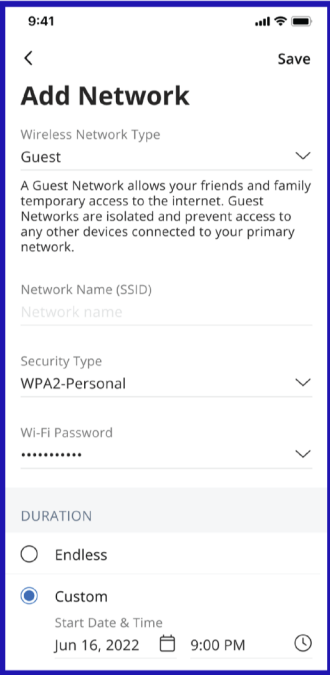 9:41
Save
Add Network
Wireless Network Type
Guest
A Guest Network allows your friends and family
temporary access to the internet. Guest
Networks are isolated and prevent access to
any other devices connected to your primary
network.
Network Name (SSID)
Network name
Security Type
WPA2-Personal
Wi-Fi Password
•••••••••••
DURATION
Endless
Custom
Start Date & Time
Jun 16, 2022 9:00 PM